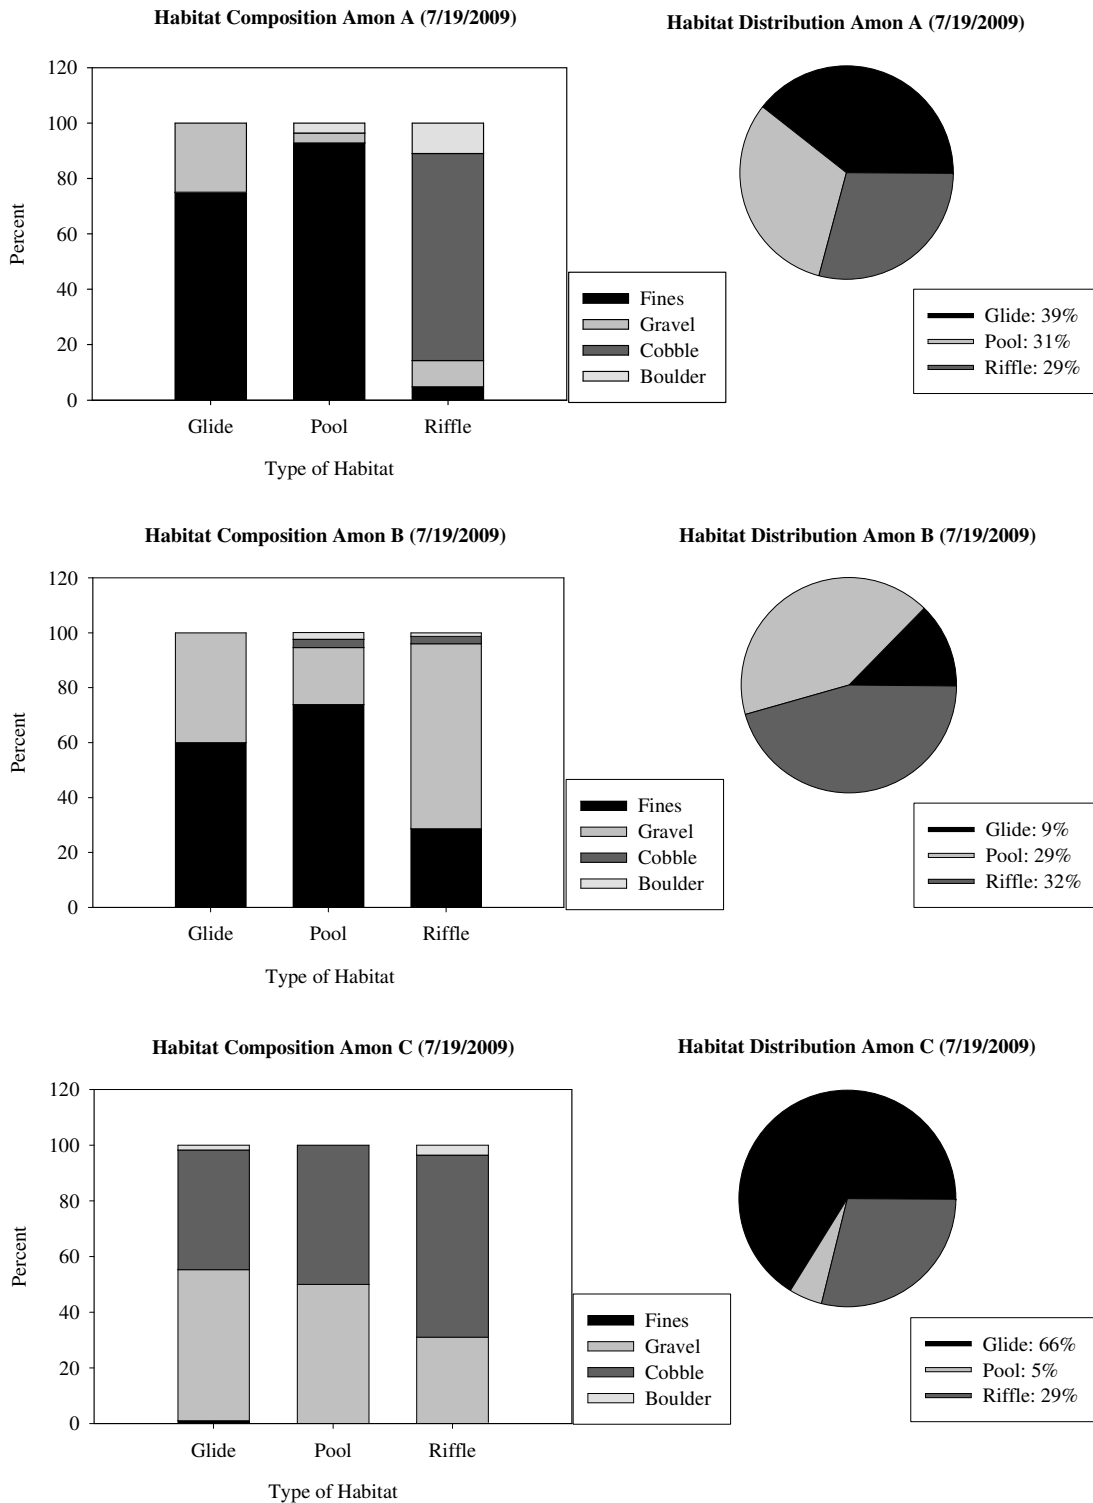 Habitat Composition Amon A (7/19/2009)
Percent
120
100
80
60
40
20
0
Glide Pool Riffle
Type of Habitat
Fines
Gravel
Cobble
Boulder
Habitat Distribution Amon A (7/19/2009)
Glide: 39%
Pool: 31%
Riffle: 29%
Habitat Composition Amon B (7/19/2009)
Percent
120
100
80
60
40
20
0
Glide Pool Riffle
Type of Habitat
Fines
Gravel
Cobble
Boulder
Habitat Distribution Amon B (7/19/2009)
Glide: 9%
Pool: 29%
Riffle: 32%
Habitat Composition Amon C (7/19/2009)
Percent
120
100
80
60
40
20
0
Glide Pool Riffle
Type of Habitat
Fines
Gravel
Cobble
Boulder
Habitat Distribution Amon C (7/19/2009)
Glide: 66%
Pool: 5%
Riffle: 29%